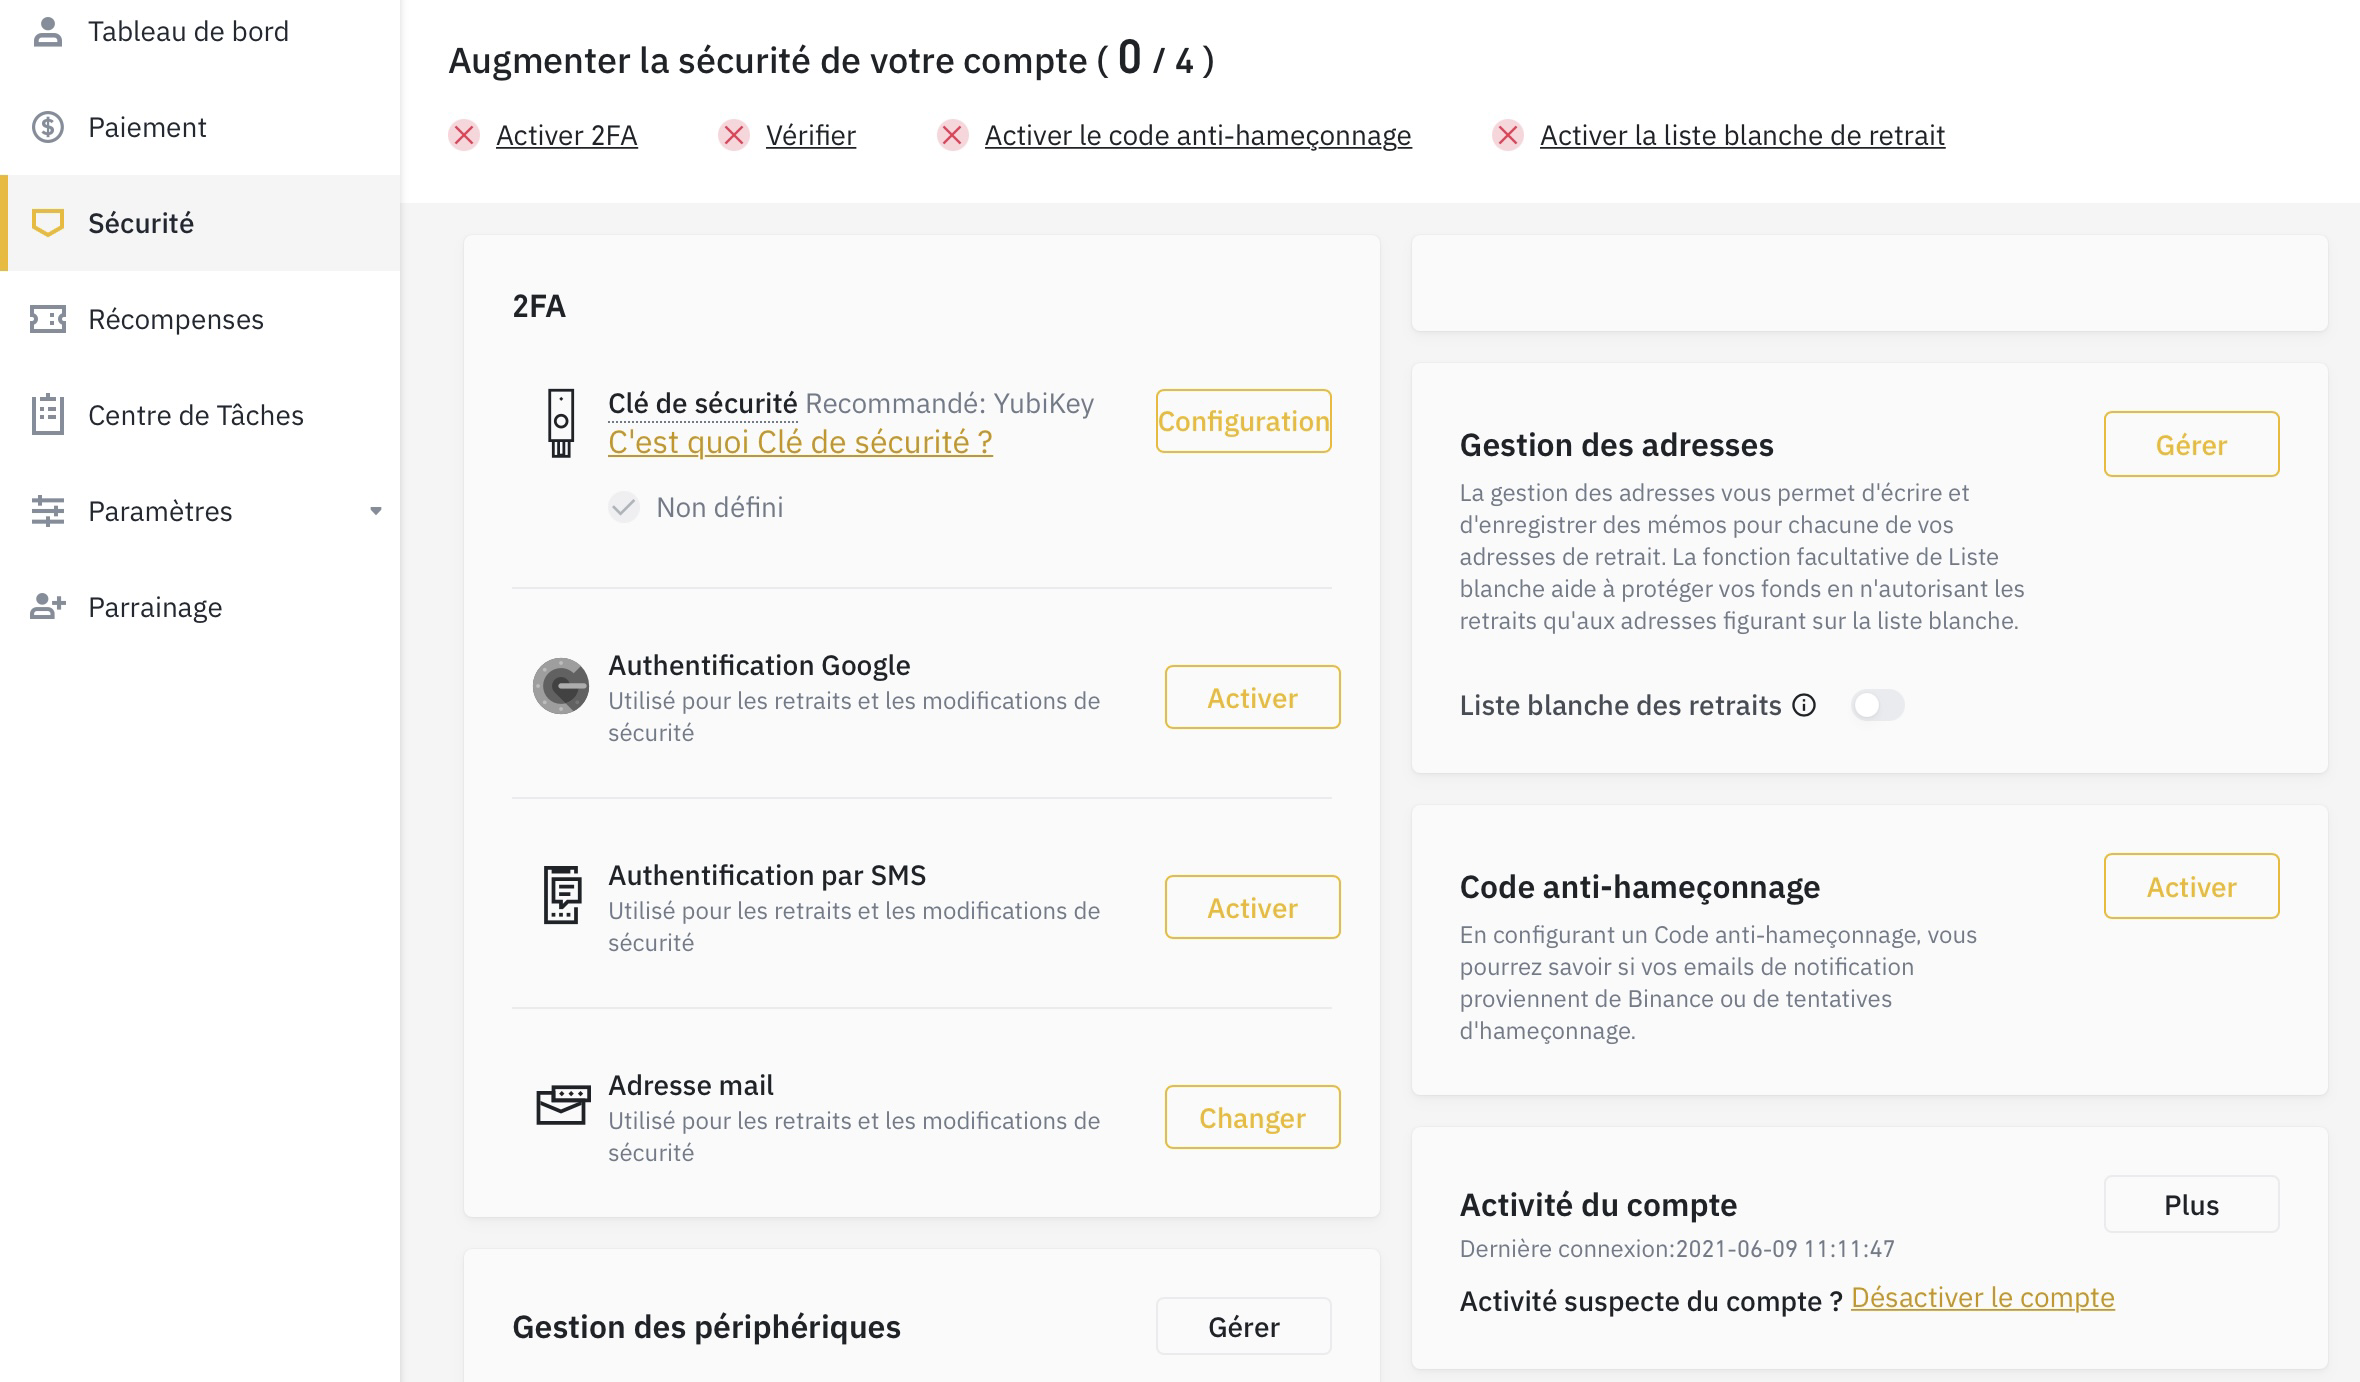 Tableau de bord
Paiement
Sécurité
Récompenses
Centre de Tâches
Paramètres
Parrainage
Augmenter la sécurité de votre compte ( 0 / 4 )
Activer 2FA
Vérifier
Activer le code anti-hameçonnage
Activer la liste blanche de retrait
2FA
Clé de sécurité Recommandé: YubiKey
C'est quoi Clé de sécurité ?
Configuration
Non défini
Authentification Google
Utilisé pour les retraits et les modifications de
sécurité
Activer
Authentification par SMS
Utilisé pour les retraits et les modifications de
sécurité
Activer
Adresse mail
Utilisé pour les retraits et les modifications de
sécurité
Changer
Gestion des périphériques
Gérer
Gestion des adresses
Gérer
La gestion des adresses vous permet d'écrire et
d'enregistrer des mémos pour chacune de vos
adresses de retrait. La fonction facultative de Liste
blanche aide à protéger vos fonds en n'autorisant les
retraits qu'aux adresses figurant sur la liste blanche.
Liste blanche des retraits
Code anti-hameçonnage
Activer
En configurant un Code anti-hameçonnage, vous
pourrez savoir si vos emails de notification
proviennent de Binance ou de tentatives
d'hameçonnage.
Activité du compte
Plus
Dernière connexion:2021-06-09 11:11:47
Activité suspecte du compte ? Désactiver le compte